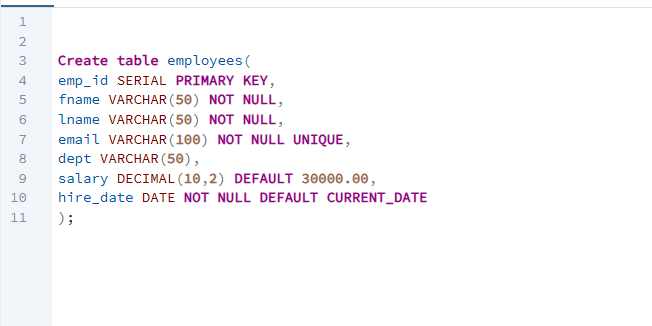 1
2
3 Create table employees(
4 emp_id SERIAL PRIMARY KEY,
5 fname VARCHAR(50) NOT NULL,
6 lname VARCHAR(50) NOT NULL,
7 email VARCHAR(100) NOT NULL UNIQUE,
8 dept VARCHAR(50),
9 salary DECIMAL(10,2) DEFAULT 30000.00,
10 hire_date DATE NOT NULL DEFAULT CURRENT_DATE
11 );